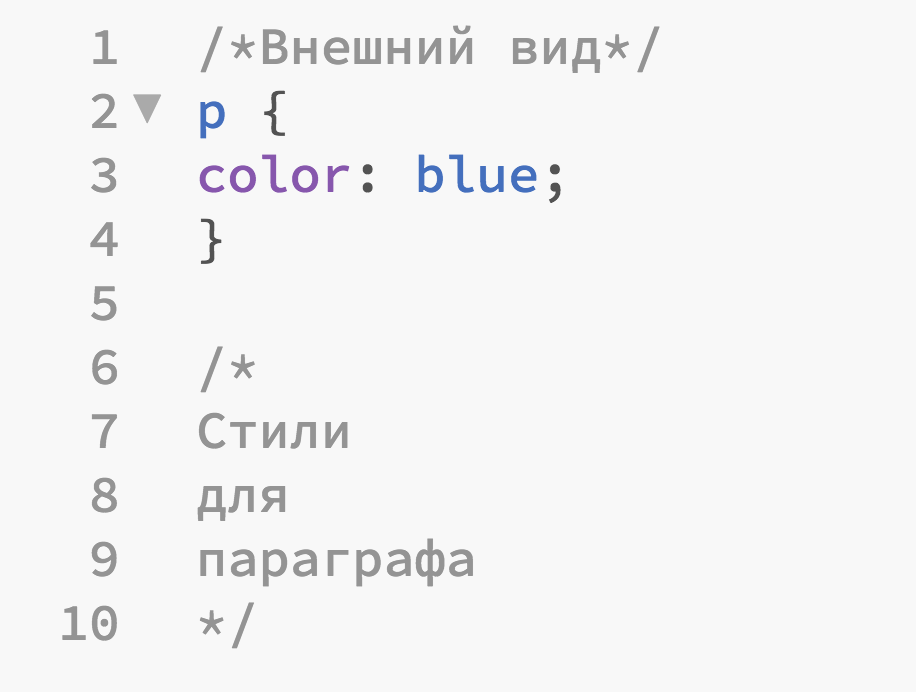 1 /*Внешний вид*/
2 ▼ p {
3 color: blue;
4 }
5
6 /*
7 Стили
8 для
9 параграфа
10 */